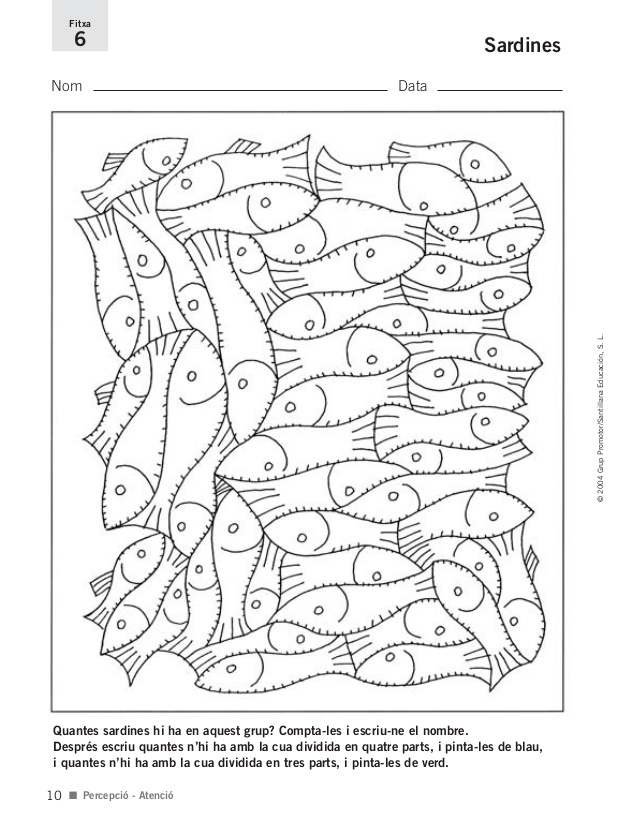 Fitxa
6
Sardines
Nom Data
Quantes sardines hi ha en aquest grup? Compta-les i escriu-ne el nombre.
Després escriu quantes n'hi ha amb la cua dividida en quatre parts, i pinta-les de blau,
i quantes n'hi ha amb la cua dividida en tres parts, i pinta-les de verd.
10 ■ Percepció - Atenció
© 2004 Grup Promotor/Santillana Educación, S. L.